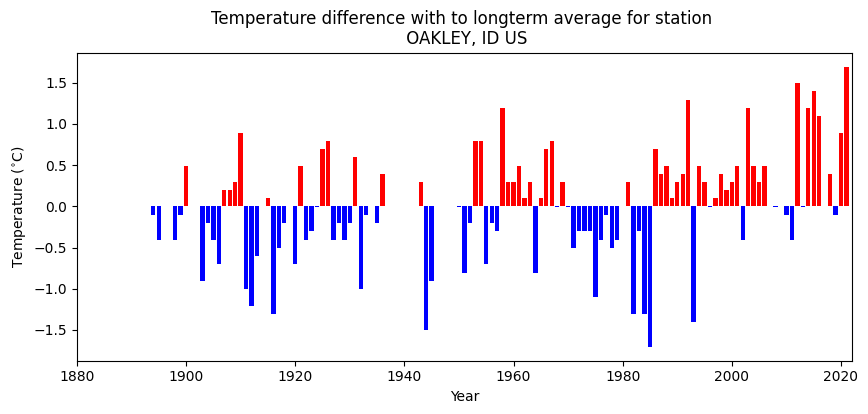 Temperature difference with to longterm average for station
OAKLEY, ID US
Temperature (°C)
1.5
1.0
0.5
0.0
−0.5
−1.0
−1.5
1880 1900 1920 1940 1960 1980 2000 2020
Year